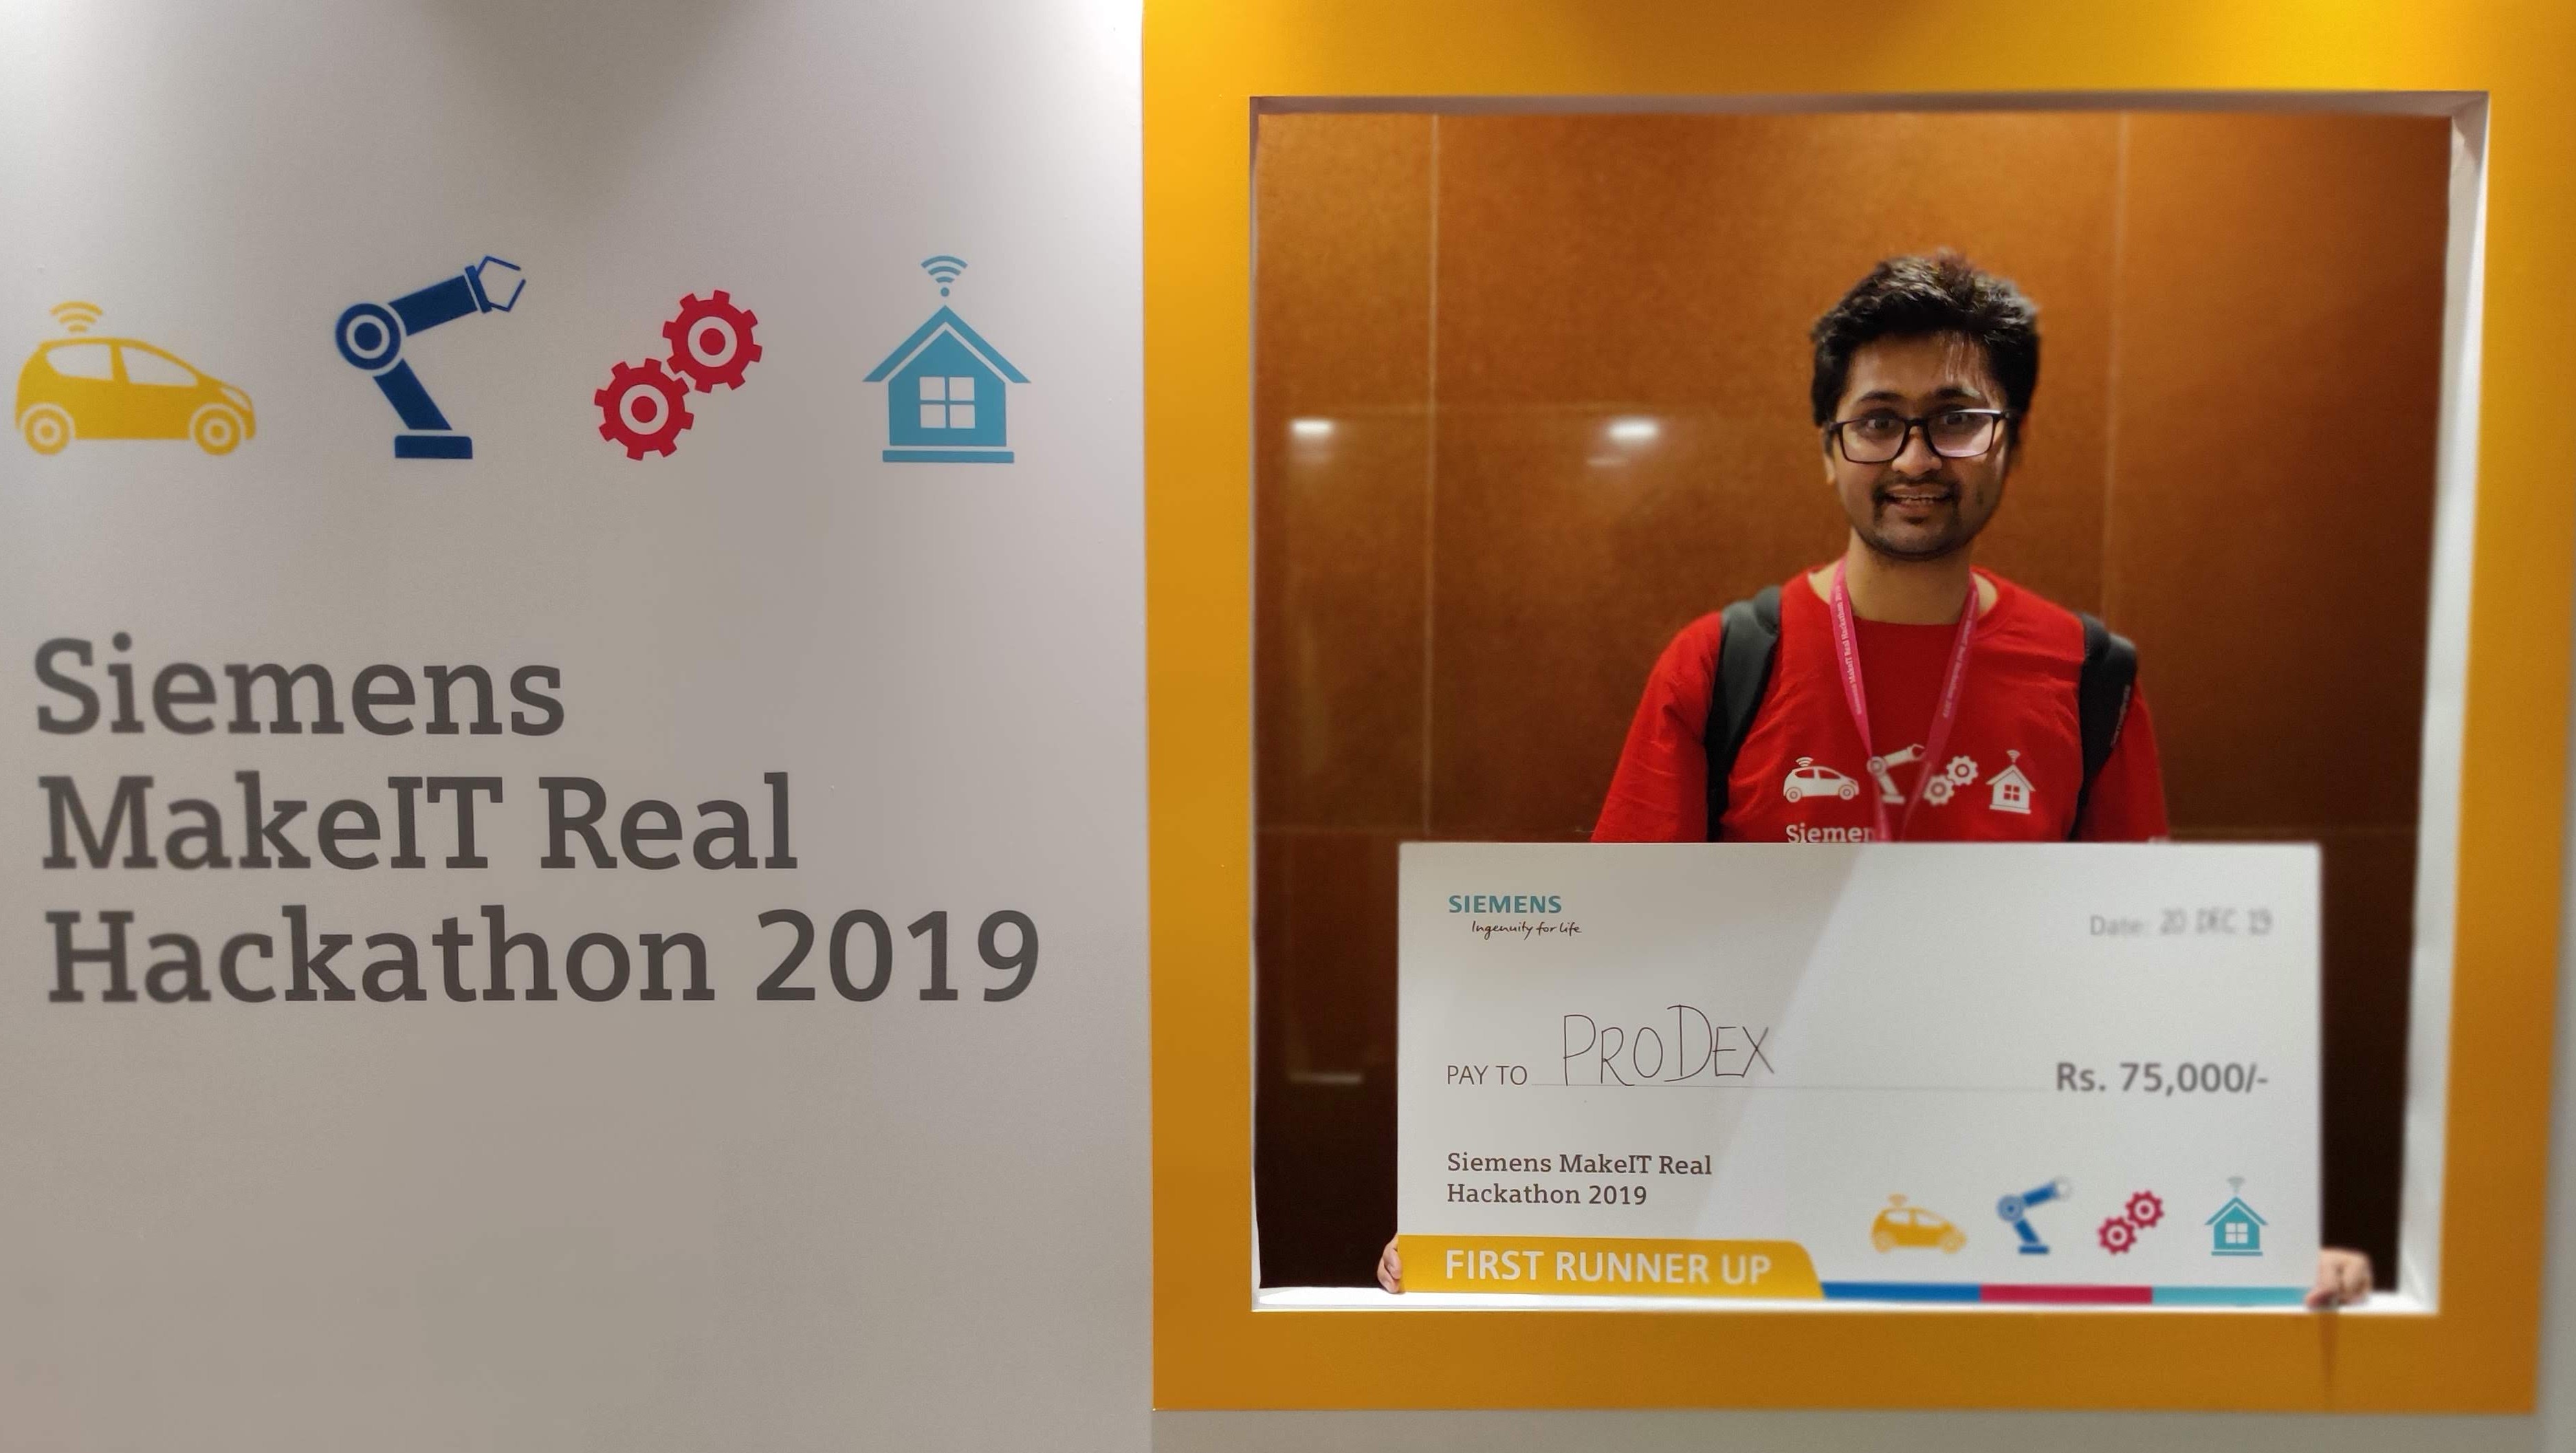 Siemens
MakeIT Real
Hackathon 2019
Siemen
SIEMENS
Ingenuity for life
Date: 20 DEC 19
PAY TO PRODEX
Rs. 75,000/-
Siemens MakeIT Real
Hackathon 2019
FIRST RUNNER UP